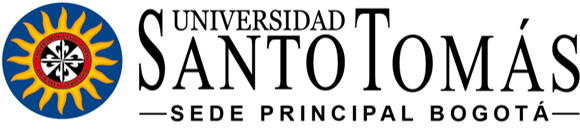 UNIVERSIDAD
SANTO TOMÁS
SEDE PRINCIPAL BOGOTÁ